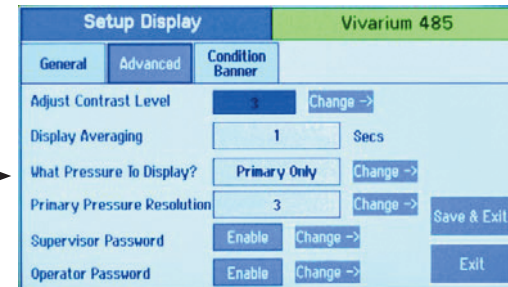 Setup Display Vivarium 485
General Advanced Condition Banner
Adjust Contrast Level 3 Change ->
Display Averaging 1 Secs
What Pressure To Display? Primary Only Change ->
Primary Pressure Resolution 3 Change ->
Save & Exit
Supervisor Password Enable Change ->
Operator Password Enable Change ->
Exit